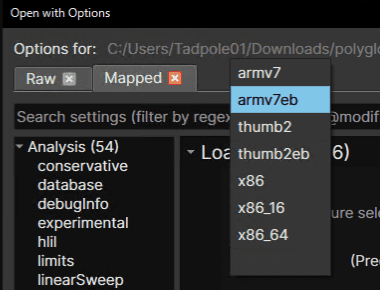 Open with Options
Options for: C:/Users/Tadpole01/Downloads/polyglo
Raw
Mapped
Search settings (filter by regex @modif
Analysis (54)
conservative
database
debugInfo
experimental
hlil
limits
linearSweep
Loa 6)
armv7
armv7eb
thumb2
thumb2eb
x86
x86_16
x86_64
ure sele
(Pre